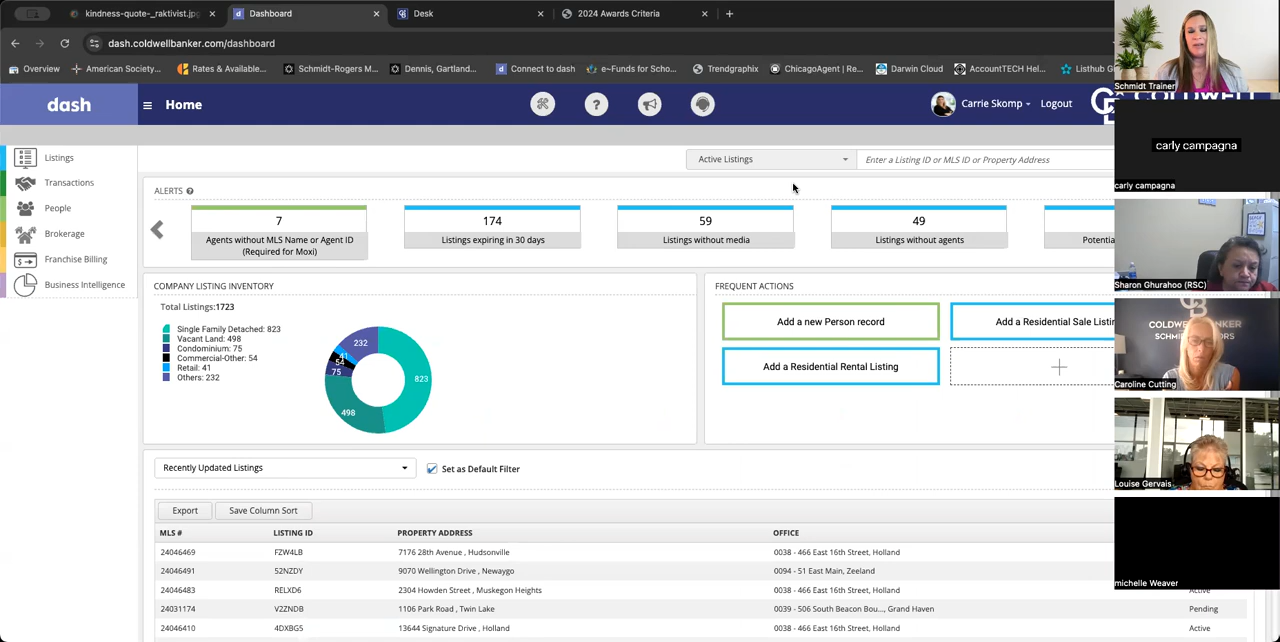 kindness-quote-_raktivist.jp
Dashboard
Desk
2024 Awards Criteria
dash.coldwellbanker.com/dashboard
Overview
American Society...
Rates & Available...
Schmidt-Rogers M...
Dennis, Gartland...
Connect to dash
e~Funds for Scho...
Trendgraphix
ChicagoAgent | Re...
Darwin Cloud
AccountTECH Hel...
Listhub
Schmidt Trainer
dash
Home
Carrie Skomp
Logout
COLDWELL
carly campagna
carly campagna
Listings
Transactions
People
Brokerage
Franchise Billing
Business Intelligence
Active Listings
Enter a Listing ID or MLS ID or Property Address
ALERTS
7
Agents without MLS Name or Agent ID
(Required for Moxi)
174
Listings expiring in 30 days
59
Listings without media
49
Listings without agents
Potentia
Sharon Ghurahoo (RSC)
COMPANY LISTING INVENTORY
Total Listings:1723
Single Family Detached: 823
Vacant Land: 498
Condominium: 75
Commercial-Other: 54
Retail: 41
Others: 232
232
41
54
75
823
498
FREQUENT ACTIONS
Add a new Person record
Add a Residential Sale Listin
Add a Residential Rental Listing
COLDWELL BANKER
Caroline Cutting
Louise Gervais
michelle Weaver
Recently Updated Listings
Set as Default Filter
Export
Save Column Sort
MLS # LISTING ID PROPERTY ADDRESS OFFICE
24046469 FZW4LB 7176 28th Avenue , Hudsonville 0038 - 466 East 16th Street, Holland
24046491 52NZDY 9070 Wellington Drive , Newaygo 0094 - 51 East Main, Zeeland
24046483 RELXD6 2304 Howden Street , Muskegon Heights 0038 - 466 East 16th Street, Holland Active
24031174 V2ZNDB 1106 Park Road , Twin Lake 0039 - 506 South Beacon Bou..., Grand Haven Pending
24046410 4DXBG5 13644 Signature Drive , Holland 0038 - 466 East 16th Street, Holland Active